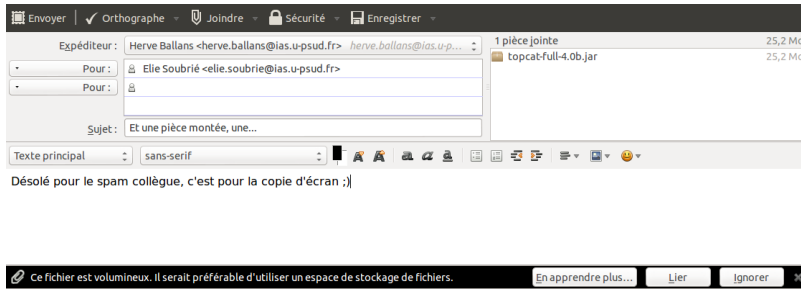 Envoyer Orthographe Joindre Sécurité Enregistrer
Expéditeur : Herve Ballans <herve.ballans@ias.u-psud.fr> herve.ballans@ias.u-p...
1 pièce jointe 25,2 Mo
Pour : Elie Soubrié <elie.soubrie@ias.u-psud.fr>
topcat-full-4.0b.jar 25,2 Mo
Pour :
Sujet : Et une pièce montée, une...
Texte principal sans-serif
Désolé pour le spam collègue, c'est pour la copie d'écran ;)
Ce fichier est volumineux. Il serait préférable d'utiliser un espace de stockage de fichiers. En apprendre plus... Lier Ignorer